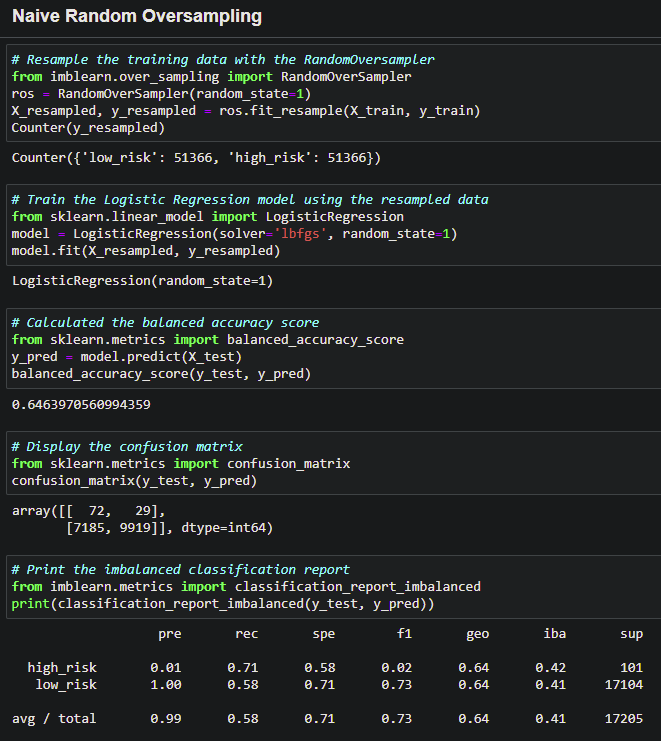 Naive Random Oversampling
# Resample the training data with the RandomOversampler
from imblearn.over_sampling import RandomOverSampler
ros = RandomOverSampler(random_state=1)
X_resampled, y_resampled = ros.fit_resample(X_train, y_train)
Counter(y_resampled)
Counter({'low_risk': 51366, 'high_risk': 51366})
# Train the Logistic Regression model using the resampled data
from sklearn.linear_model import LogisticRegression
model = LogisticRegression(solver='lbfgs', random_state=1)
model.fit(X_resampled, y_resampled)
LogisticRegression(random_state=1)
# Calculated the balanced accuracy score
from sklearn.metrics import balanced_accuracy_score
y_pred = model.predict(X_test)
balanced_accuracy_score(y_test, y_pred)
0.6463970560994359
# Display the confusion matrix
from sklearn.metrics import confusion_matrix
confusion_matrix(y_test, y_pred)
array([[  72,   29],
       [7185, 9919]], dtype=int64)
# Print the imbalanced classification report
from imblearn.metrics import classification_report_imbalanced
print(classification_report_imbalanced(y_test, y_pred))
                   pre       rec       spe        f1       geo       iba       sup
  high_risk       0.01      0.71      0.58      0.02      0.64      0.42       101
   low_risk       1.00      0.58      0.71      0.73      0.64      0.41     17104
avg / total       0.99      0.58      0.71      0.73      0.64      0.41     17205